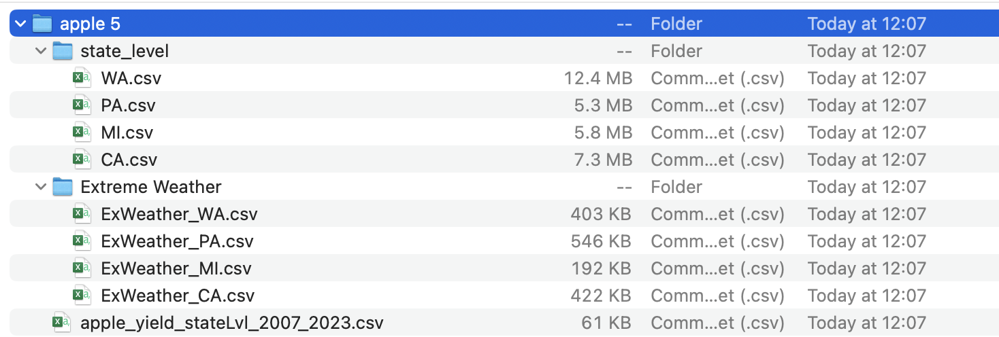 apple 5 -- Folder Today at 12:07
state_level -- Folder Today at 12:07
WA.csv 12.4 MB Comm...et (.csv) Today at 12:07
PA.csv 5.3 MB Comm...et (.csv) Today at 12:07
MI.csv 5.8 MB Comm...et (.csv) Today at 12:07
CA.csv 7.3 MB Comm...et (.csv) Today at 12:07
Extreme Weather -- Folder Today at 12:07
ExWeather_WA.csv 403 KB Comm...et (.csv) Today at 12:07
ExWeather_PA.csv 546 KB Comm...et (.csv) Today at 12:07
ExWeather_MI.csv 192 KB Comm...et (.csv) Today at 12:07
ExWeather_CA.csv 422 KB Comm...et (.csv) Today at 12:07
apple_yield_stateLvl_2007_2023.csv 61 KB Comm...et (.csv) Today at 12:07